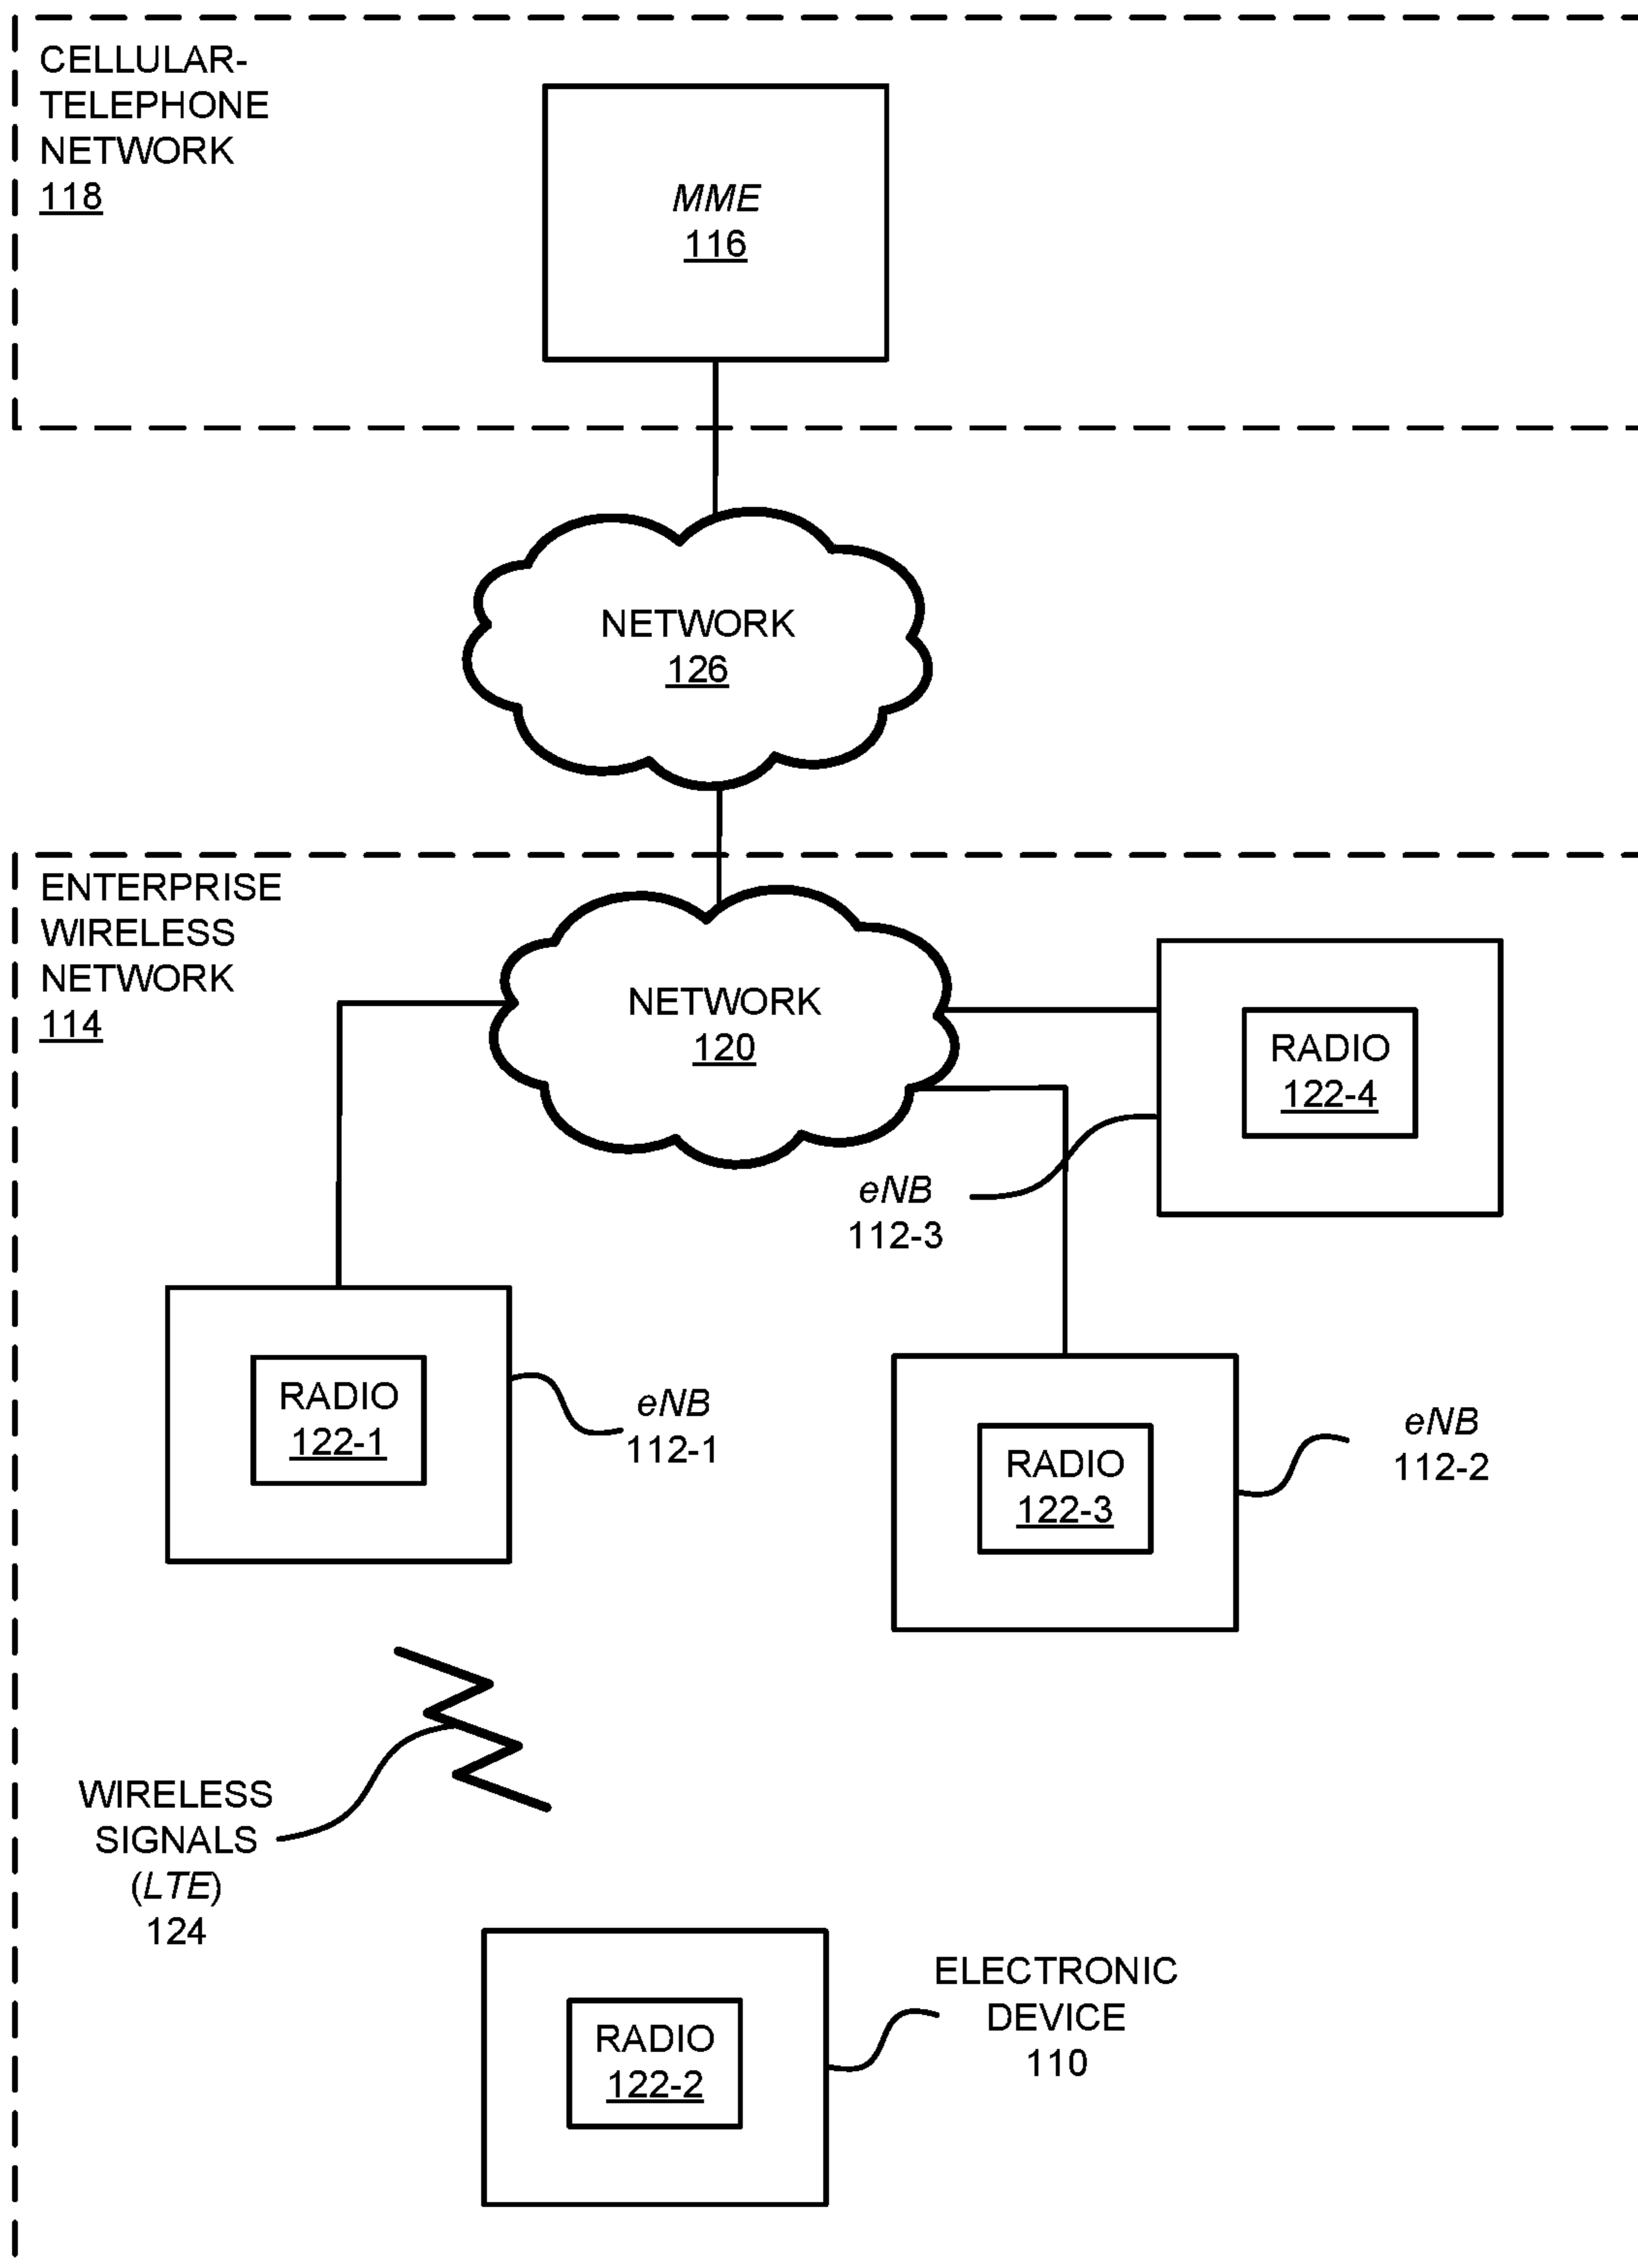 CELLULAR-
TELEPHONE
NETWORK
118
MME
116
NETWORK
126
ENTERPRISE
WIRELESS
NETWORK
114
NETWORK
120
RADIO
122-4
eNB
112-3
RADIO
122-1
eNB
112-1
RADIO
122-3
eNB
112-2
WIRELESS
SIGNALS
(LTE)
124
RADIO
122-2
ELECTRONIC
DEVICE
110